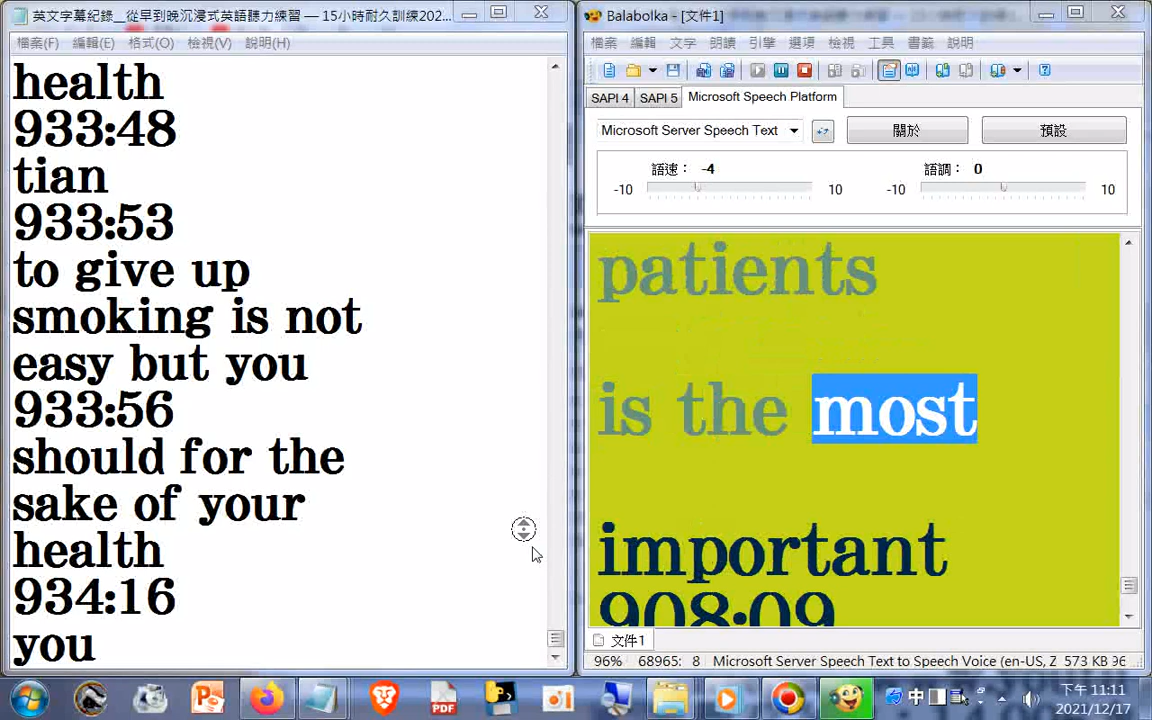 英文字幕紀錄__從早到晚沉浸式英語聽力練習 — 15小時耐久訓練202...
檔案(F) 編輯(E) 格式(O) 檢視(V) 說明(H)
health
933:48
tian
933:53
to give up
smoking is not
easy but you
933:56
should for the
sake of your
health
934:16
you
Balabolka - [文件1]
檔案 編輯 文字 朗讀 引擎 選項 檢視 工具 書籤 說明
SAPI 4 SAPI 5 Microsoft Speech Platform
Microsoft Server Speech Text 關於 預設
語速： -4 語調： 0
-10 10 -10 10
patients
is the most
important
908:09
文件1
96% 68965: 8 Microsoft Server Speech Text to Speech Voice (en-US, Z 573 KB 96
PDF
中
下午 11:11
2021/12/17